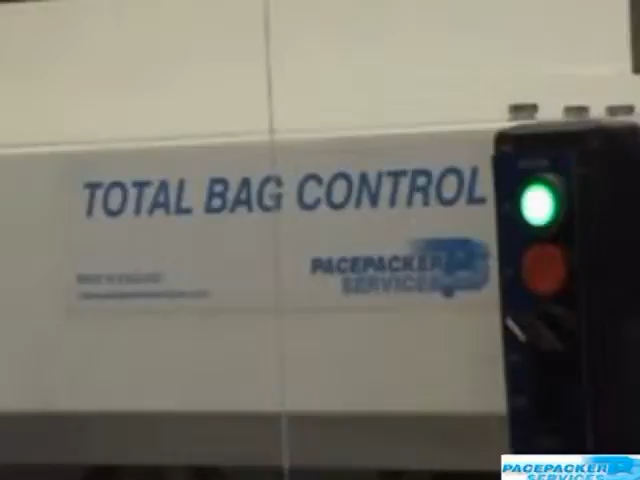 TOTAL BAG CONTROL
PACEPACKER
SERVICES
PACEPACKER
SERVICES